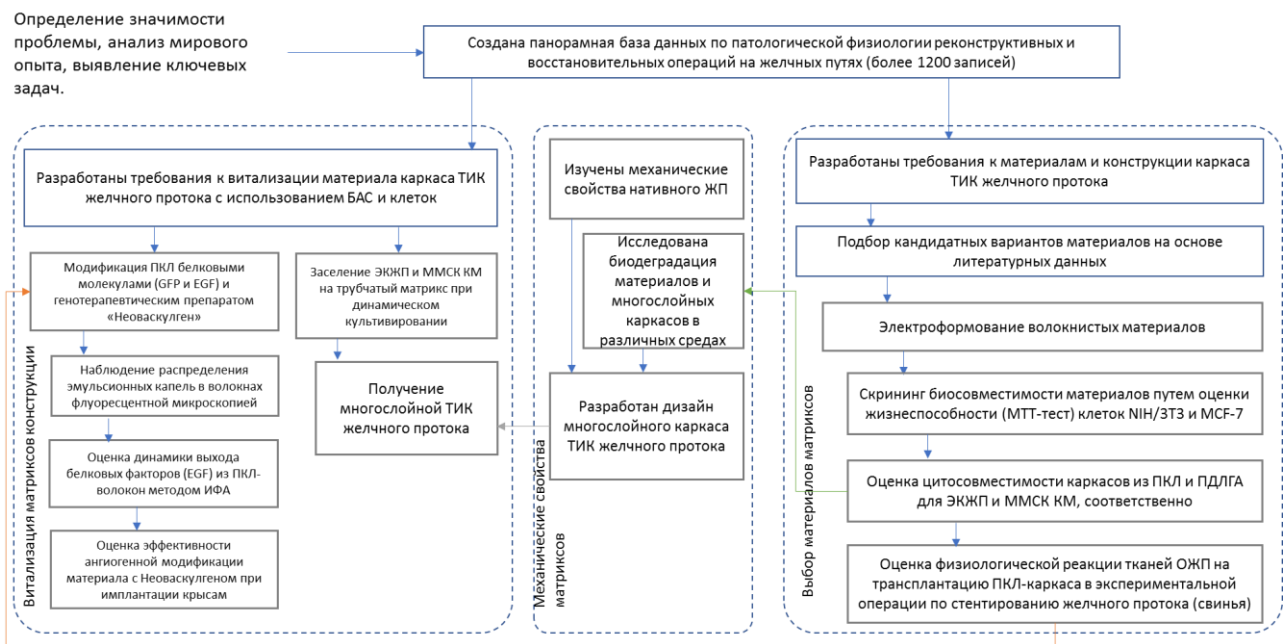 Определение значимости
проблемы, анализ мирового
опыта, выявление ключевых
задач.
Создана панорамная база данных по патологической физиологии реконструктивных и
восстановительных операций на желчных путях (более 1200 записей)
Разработаны требования к витализации материала каркаса ТИК
желчного протока с использованием БАС и клеток
Модификация ПКЛ белковыми
молекулами (GFP и EGF) и
генотерапевтическим препаратом
«Неоваскулген»
Наблюдение распределения
эмульсионных капель в волокнах
флуоресцентной микроскопией
Оценка динамики выхода
белковых факторов (EGF) из ПКЛ-
волокон методом ИФА
Оценка эффективности
ангиогенной модификации
материала с Неоваскулгеном при
имплантации крысам
Заселение ЭКЖП и ММСК КМ
на трубчатый матрикс при
динамическом
культивировании
Получение
многослойной ТИК
желчного протока
Витализация матриксов конструкции
Изучены механические
свойства нативного ЖП
Исследована
биодеградация
материалов и
многослойных
каркасов в
различных средах
Разработан дизайн
многослойного каркаса
ТИК желчного протока
Механические свойства
матриксов
Разработаны требования к материалам и конструкции каркаса
ТИК желчного протока
Подбор кандидатных вариантов материалов на основе
литературных данных
Электроформование волокнистых материалов
Скрининг биосовместимости материалов путем оценки
жизнеспособности (МТТ-тест) клеток NIH/3T3 и MCF-7
Оценка цитосовместимости каркасов из ПКЛ и ПДЛГА
для ЭКЖП и ММСК КМ, соответственно
Оценка физиологической реакции тканей ОЖП на
трансплантацию ПКЛ-каркаса в экспериментальной
операции по стентированию желчного протока (свинья)
Выбор материалов матриксов